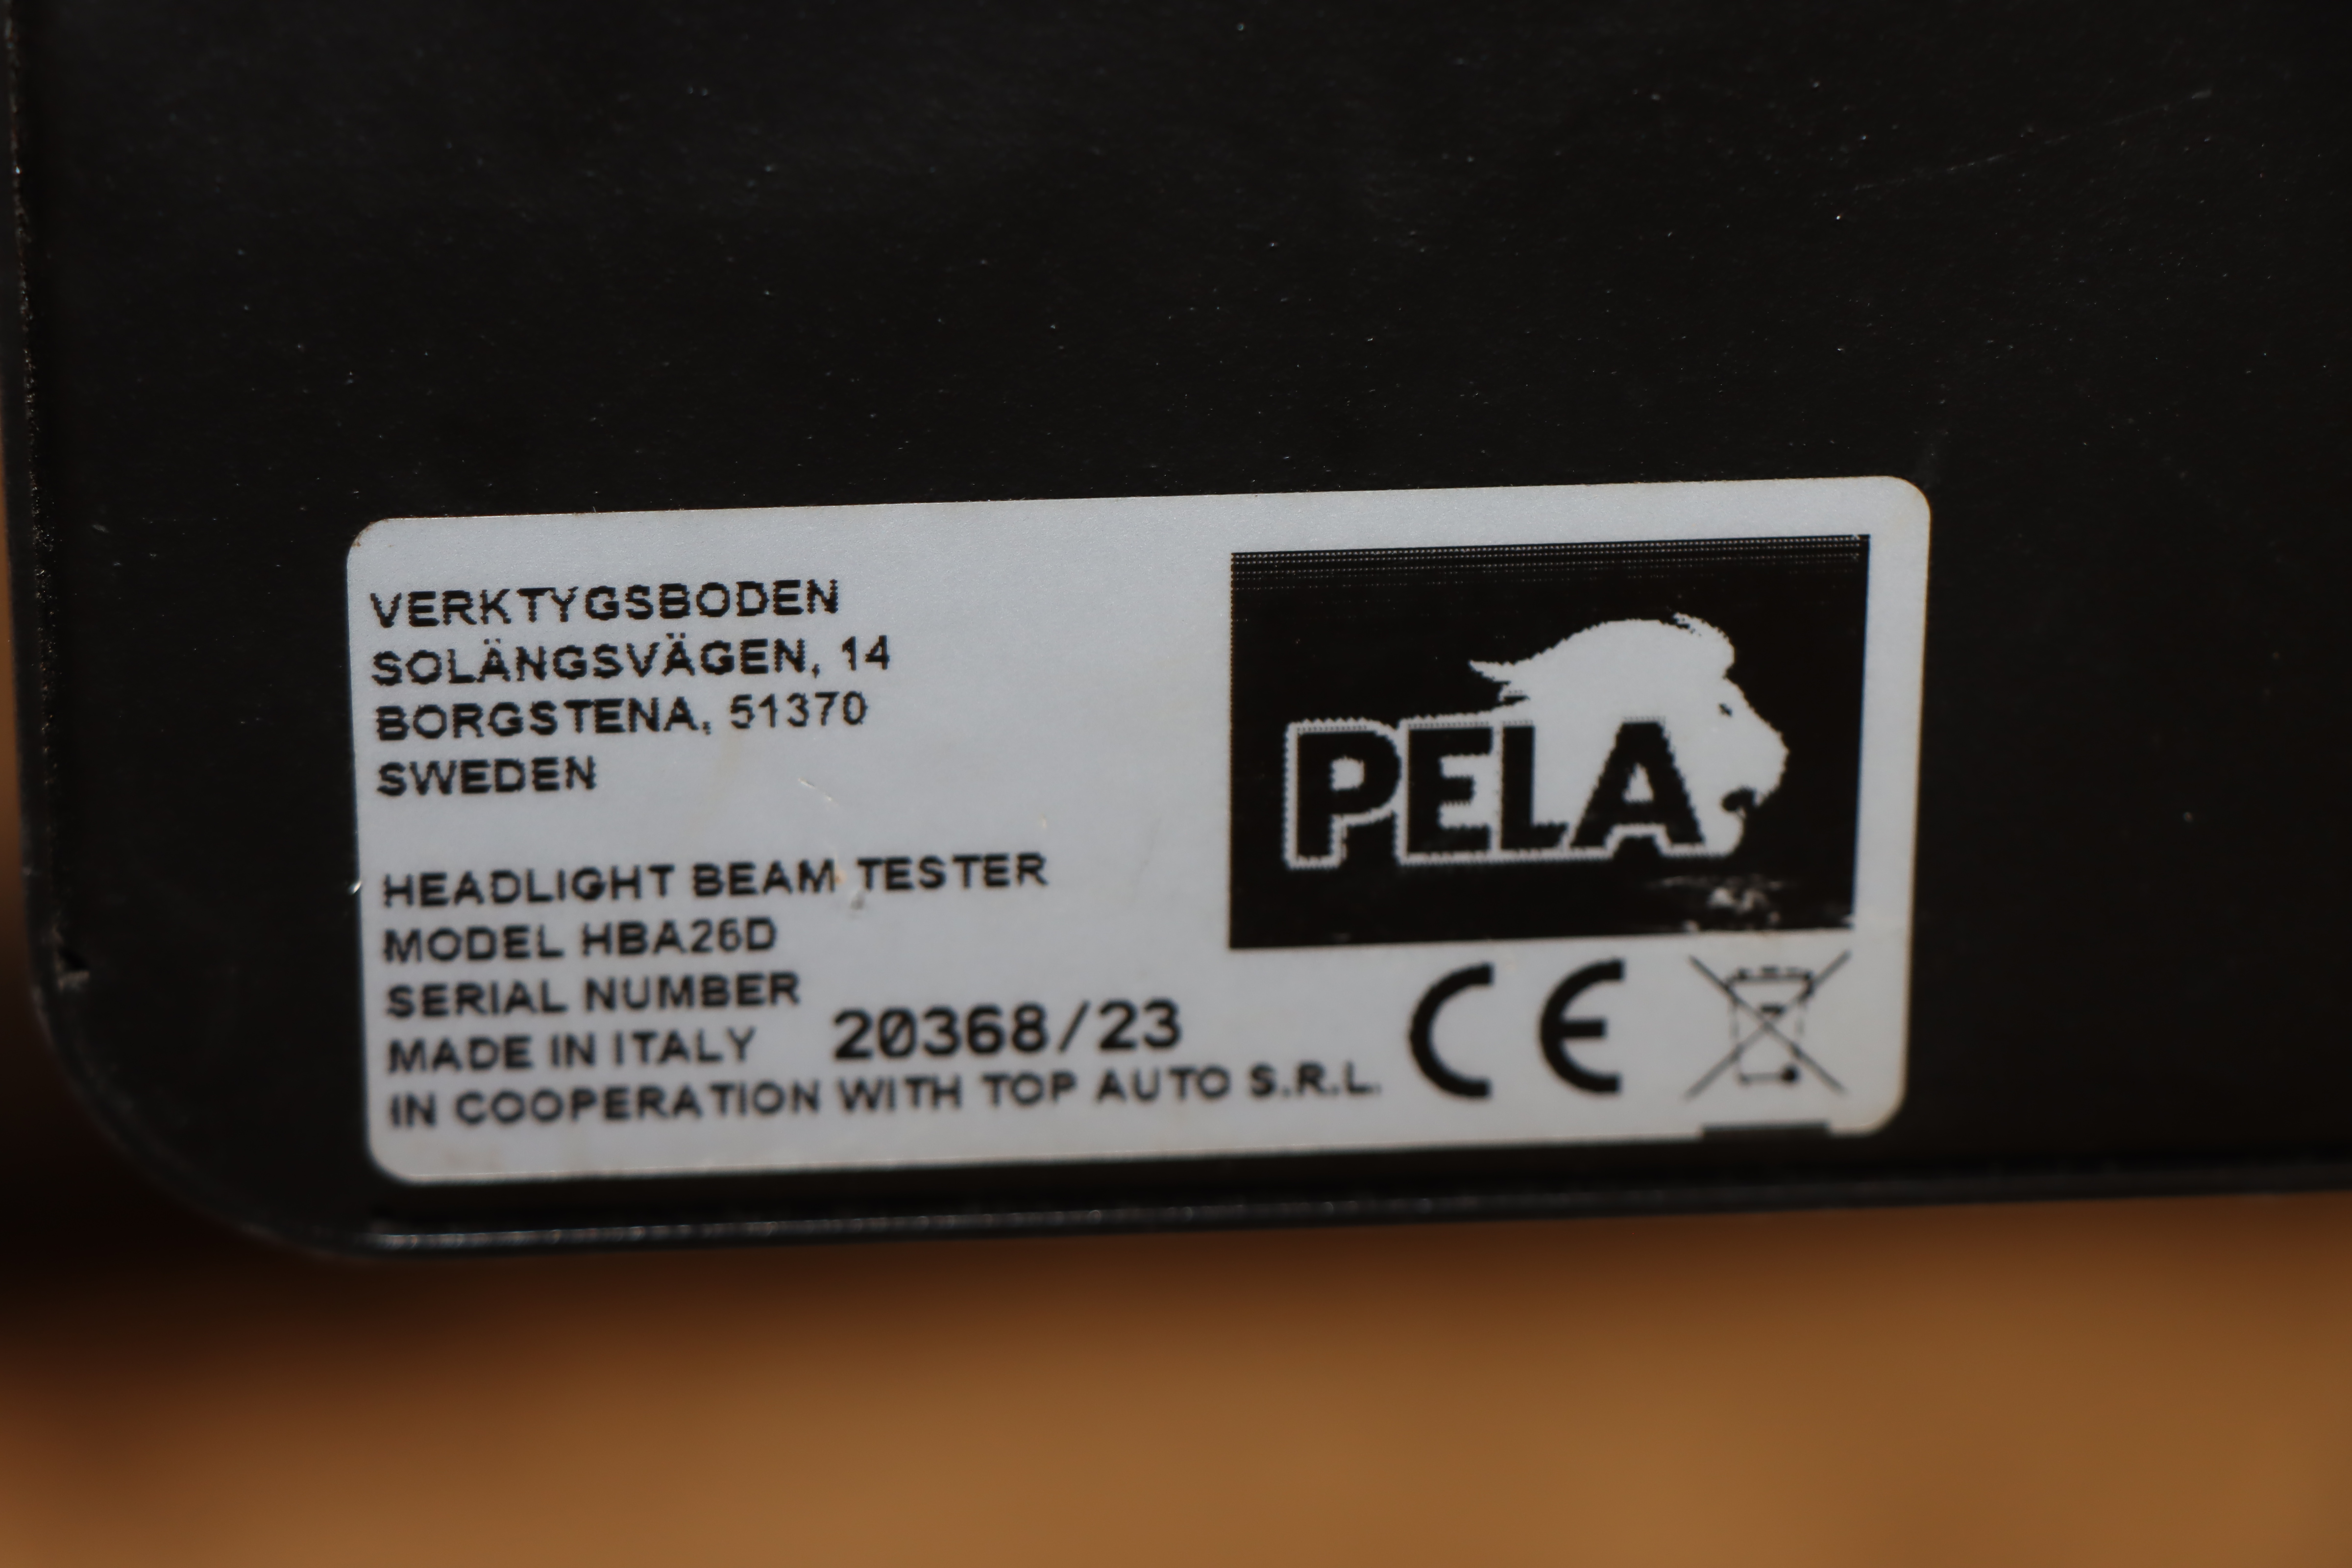 VERKTYGSBODEN
SOLÄNGSVÄGEN, 14
BORGSTENA, 51370
SWEDEN
PELA
HEADLIGHT BEAM TESTER
MODEL HBA26D
SERIAL NUMBER
20368/23
MADE IN ITALY
IN COOPERATION WITH TOP AUTO S.R.L.
CE